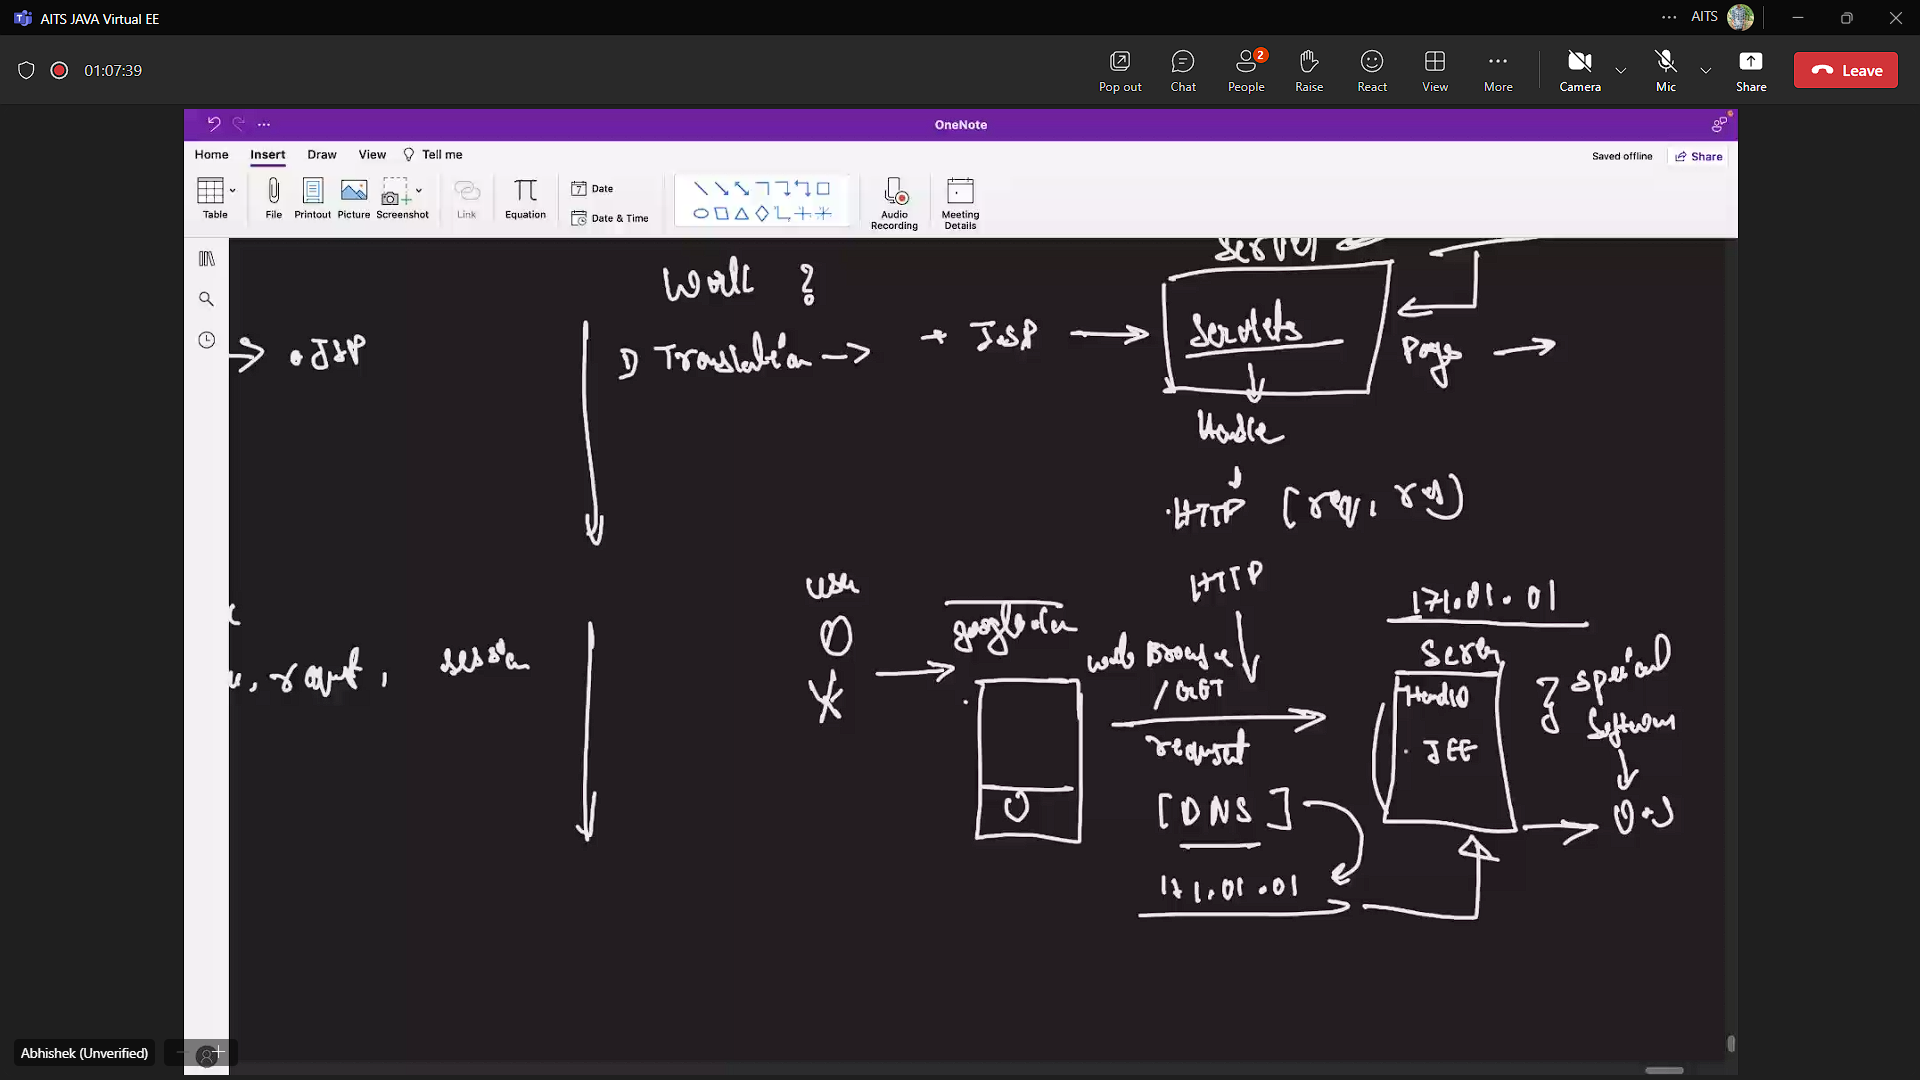 AITS JAVA Virtual EE
AITS
01:07:39
Pop out
Chat
2
People
Raise
React
View
More
Camera
Mic
Share
Leave
OneNote
Home Insert Draw View Tell me
Saved offline
Share
Table
File
Printout
Picture
Screenshot
Link
Equation
Date
Date & Time
Audio Recording
Meeting Details
Server
Work ?
Servlets
• JSP
1) Translation → + JSP
Page
Handle
HTTP (req, res)
HTTP
171.01.01
user
google.com
Server
web Browse
/GET
Handle
special
software
request, session
request
JEE
[DNS]
O.S
171.01.01
Abhishek (Unverified)